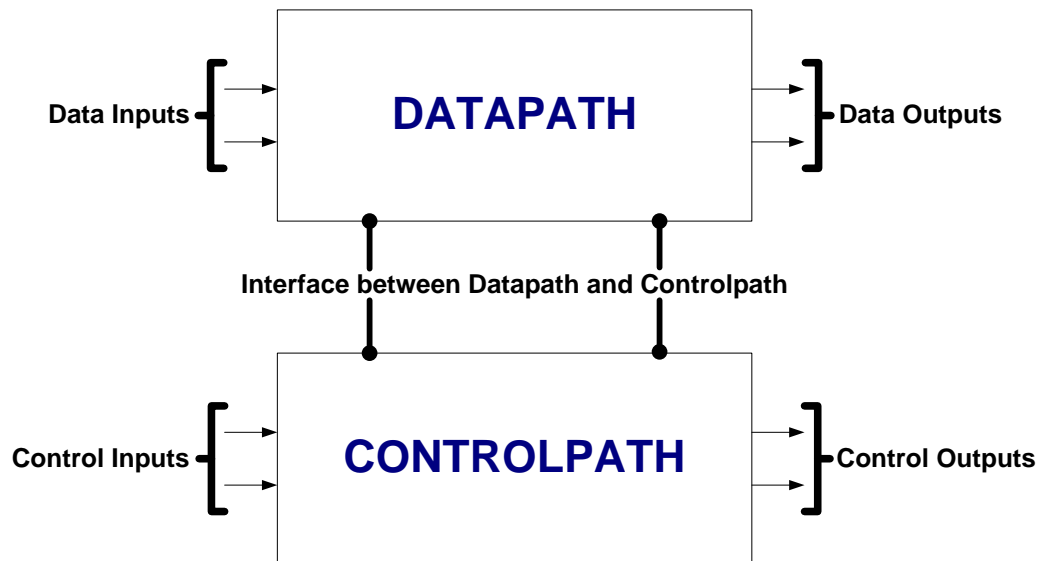 Data Inputs
DATAPATH
Data Outputs
Interface between Datapath and Controlpath
Control Inputs
CONTROLPATH
Control Outputs